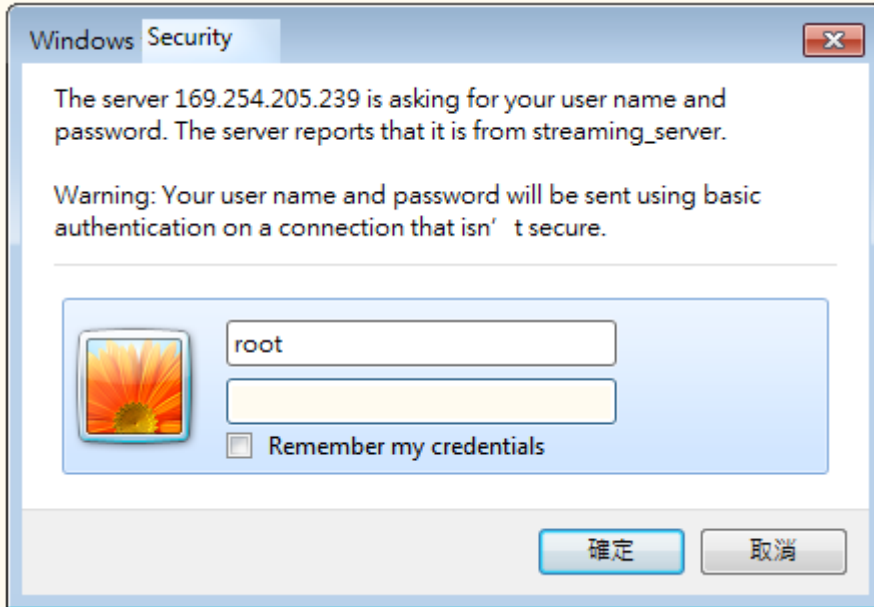 Windows Security
The server 169.254.205.239 is asking for your user name and
password. The server reports that it is from streaming_server.
Warning: Your user name and password will be sent using basic
authentication on a connection that isn’ t secure.
root
Remember my credentials
確定 取消